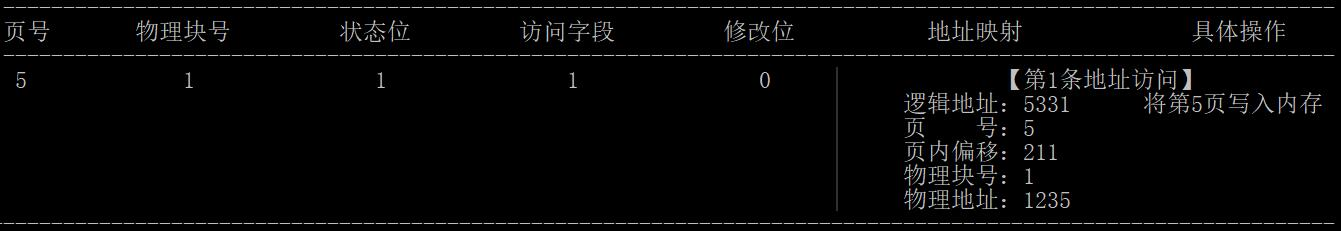 页号 物理块号 状态位 访问字段 修改位 地址映射 具体操作
5 1 1 1 0 【第1条地址访问】
逻辑地址：5331 将第5页写入内存
页 号：5
页内偏移：211
物理块号：1
物理地址：1235